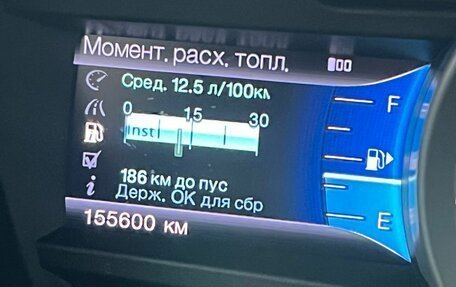 Момент. расх. топл.
Сред. 12.5 л/100км
0 15 30
inst
186 km до пус
Держ. OK для сбр
155600 км
F
E